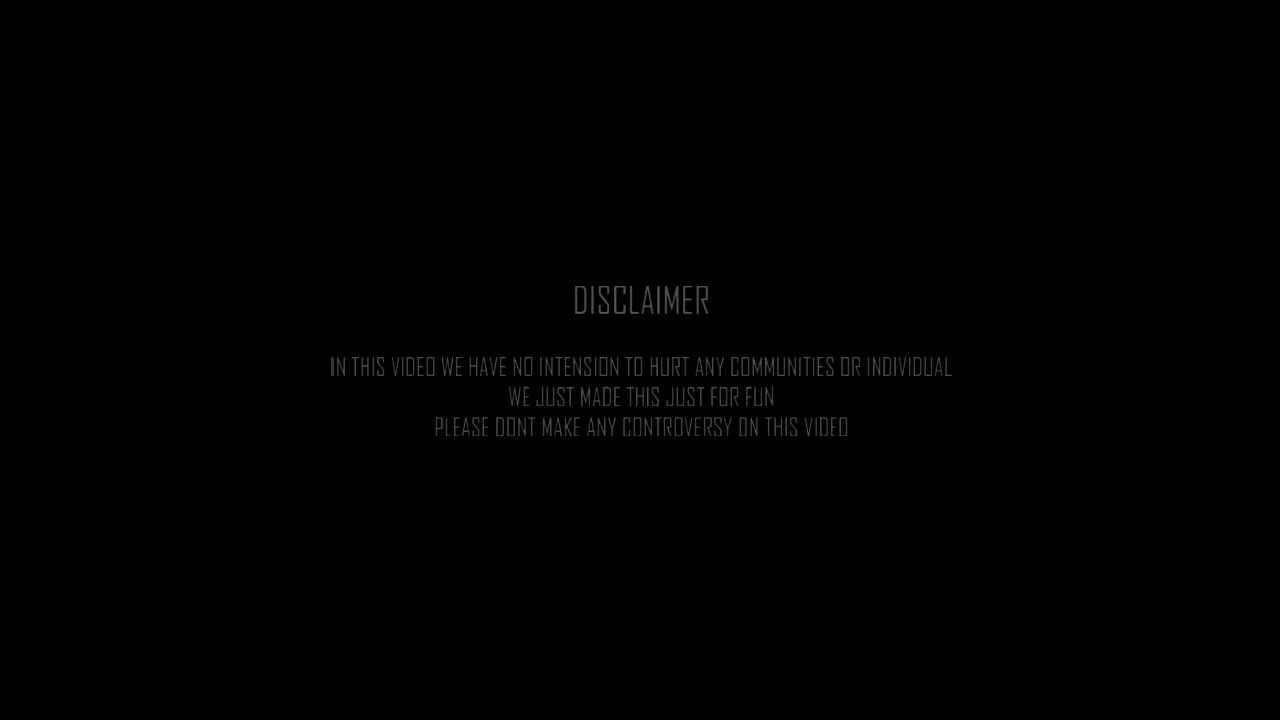 DISCLAIMER
IN THIS VIDEO WE HAVE NO INTENSION TO HURT ANY COMMUNITIES OR INDIVIDUAL
WE JUST MADE THIS JUST FOR FUN
PLEASE DONT MAKE ANY CONTROVERSY ON THIS VIDEO